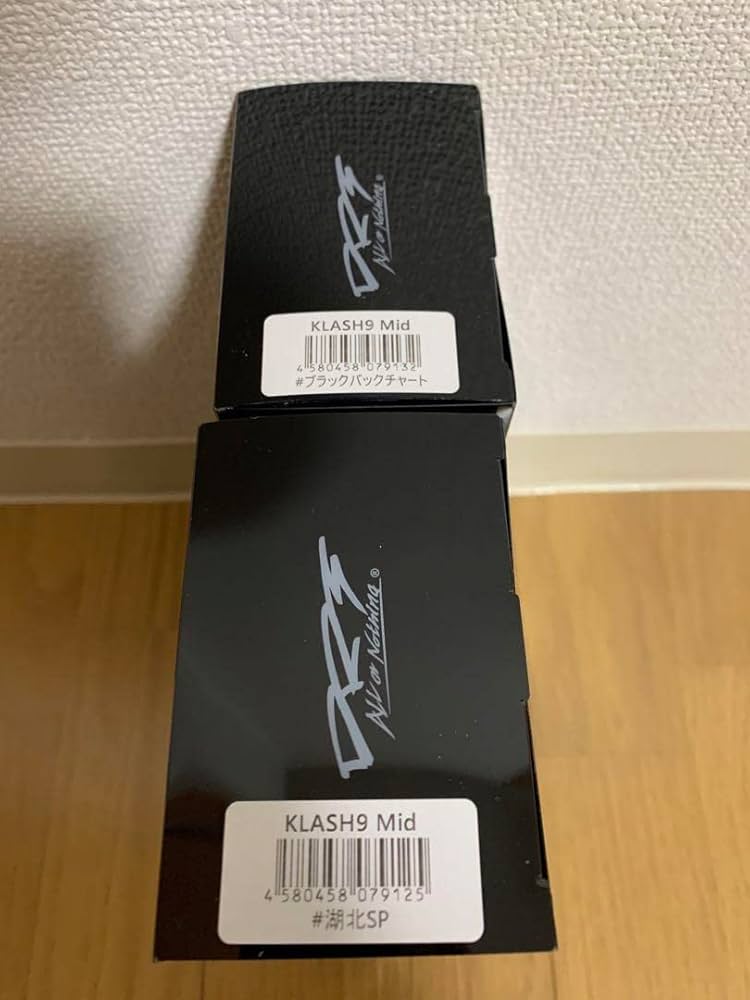 DRT
All or Nothing®
KLASH9 Mid
4 580458 079132
#ブラックバックチャート
DRT
All or Nothing®
KLASH9 Mid
4 580458 079125
#湖北SP